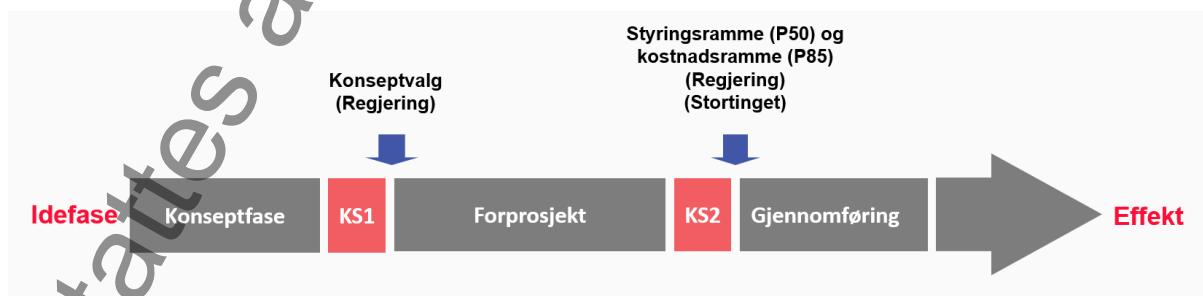 Styringsramme (P50) og
kostnadsramme (P85)
(Regjering)
(Stortinget)
Konseptvalg
(Regjering)
Idefase
Konseptfase
KS1
Forprosjekt
KS2
Gjennomføring
Effekt